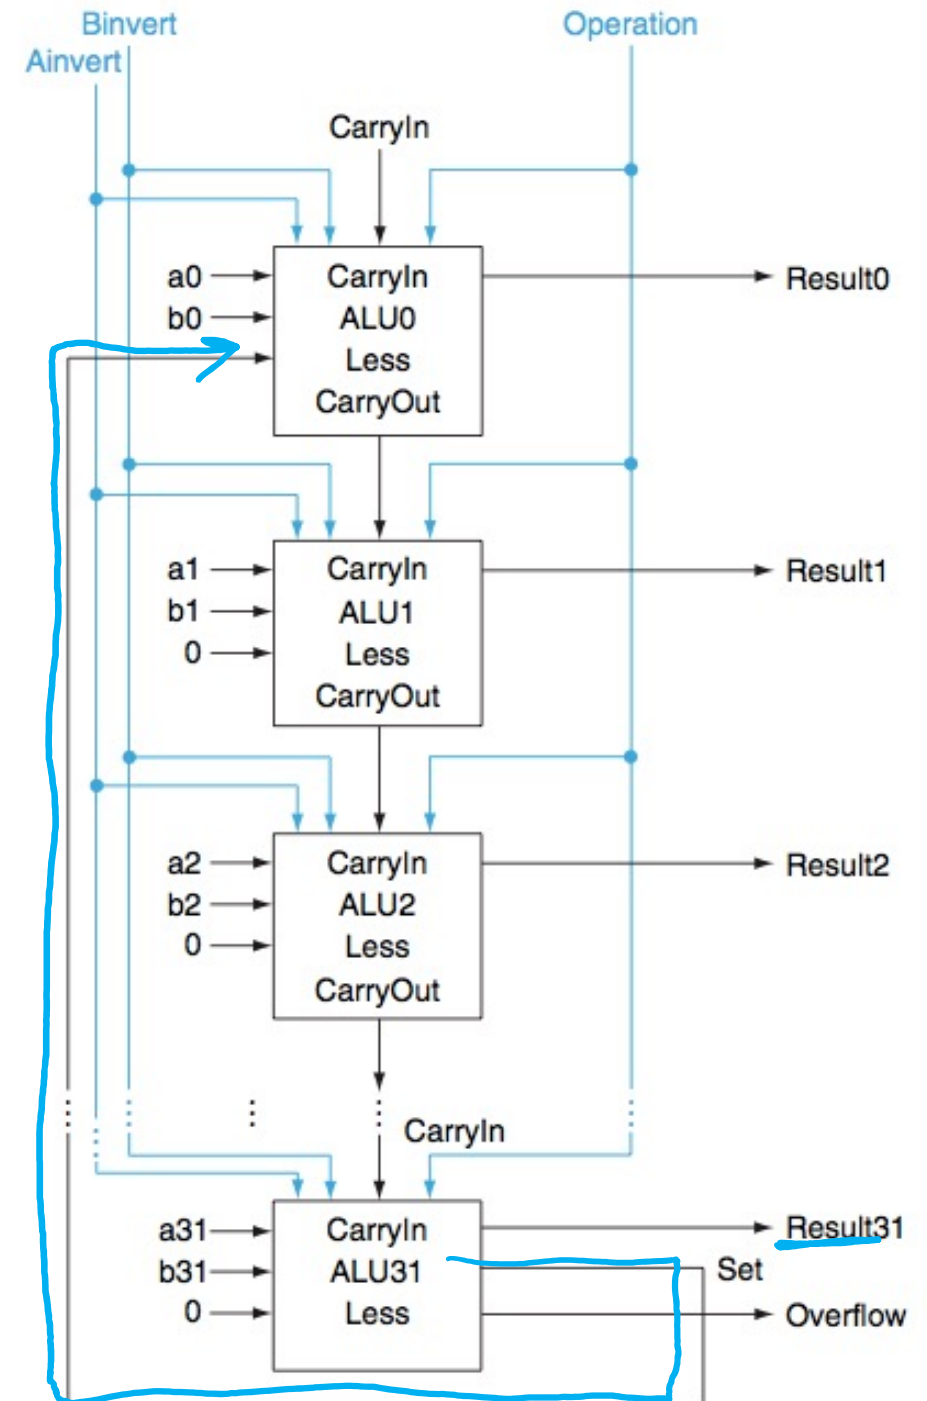 Binvert
Operation
Ainvert
CarryIn
a0
CarryIn
Result0
b0
ALU0
Less
CarryOut
a1
CarryIn
Result1
b1
ALU1
0
Less
CarryOut
a2
CarryIn
Result2
b2
ALU2
0
Less
CarryOut
CarryIn
a31
CarryIn
Result31
b31
ALU31
Set
0
Less
Overflow